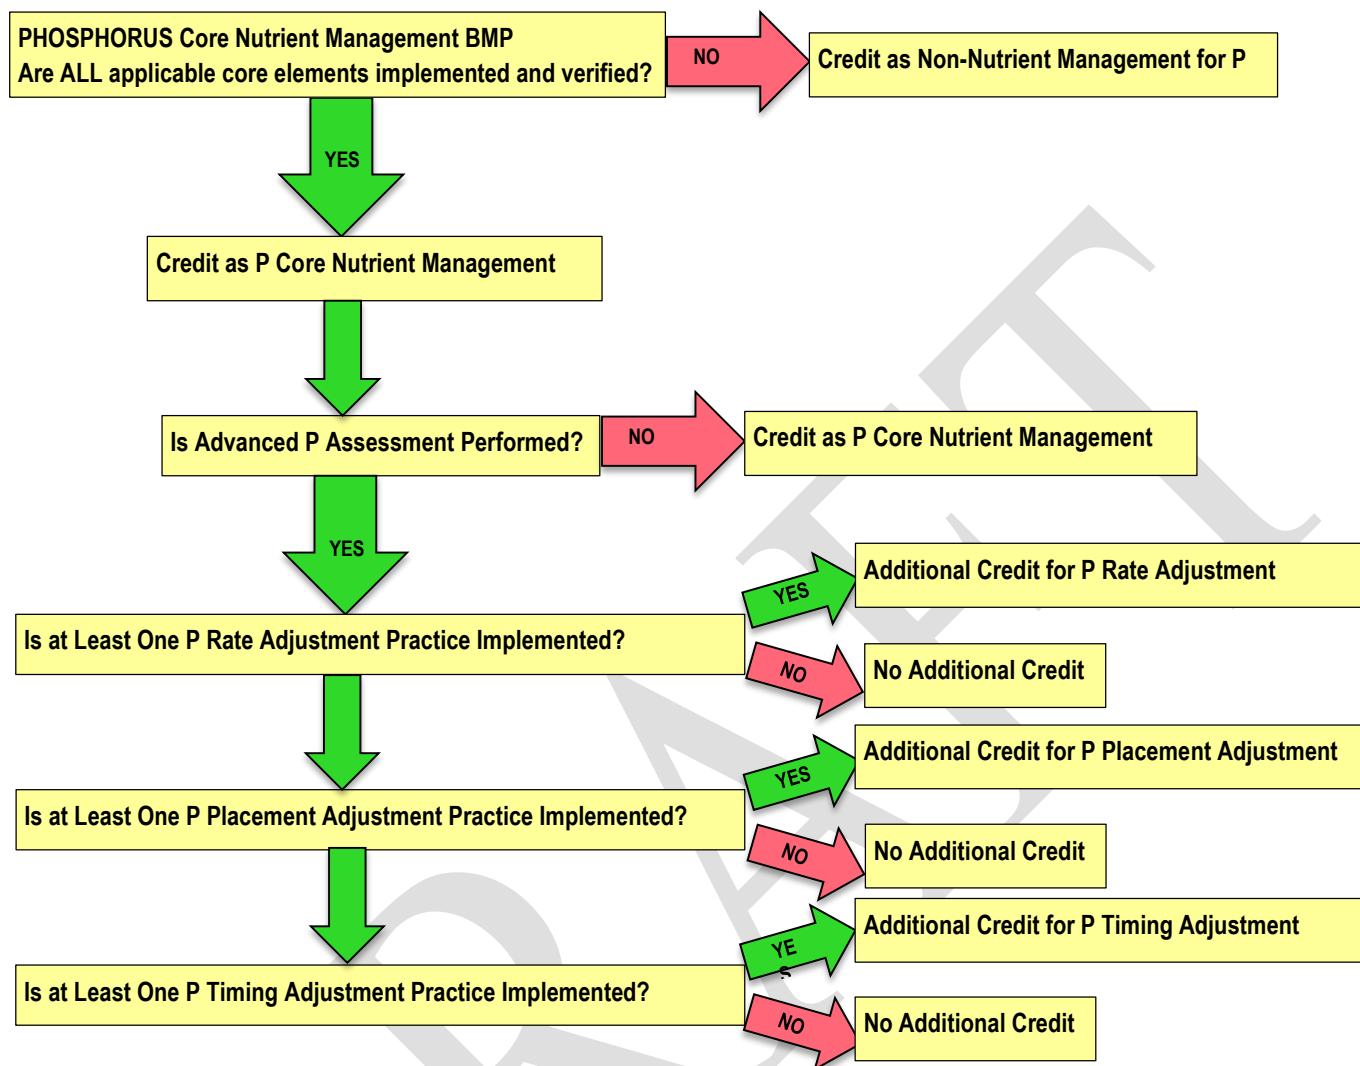 PHOSPHORUS Core Nutrient Management BMP
Are ALL applicable core elements implemented and verified?
NO
Credit as Non-Nutrient Management for P
YES
Credit as P Core Nutrient Management
Is Advanced P Assessment Performed?
NO
Credit as P Core Nutrient Management
YES
Is at Least One P Rate Adjustment Practice Implemented?
YES
Additional Credit for P Rate Adjustment
NO
No Additional Credit
Is at Least One P Placement Adjustment Practice Implemented?
YES
Additional Credit for P Placement Adjustment
NO
No Additional Credit
Is at Least One P Timing Adjustment Practice Implemented?
YE
S
Additional Credit for P Timing Adjustment
NO
No Additional Credit
DRAFT